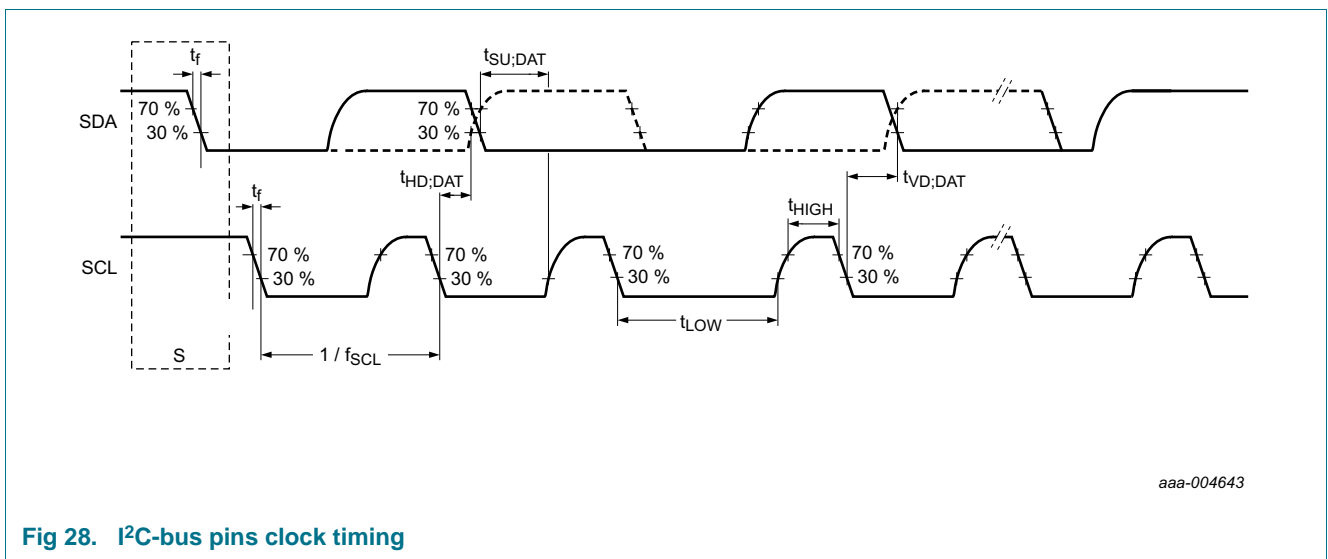 tf
tSU;DAT
70 %
30 %
SDA
70 %
30 %
tf
tHD;DAT
tHIGH
tVD;DAT
SCL
70 %
30 %
70 %
30 %
70 %
30 %
70 %
30 %
tLOW
S
1 / fSCL
aaa-004643
Fig 28. I²C-bus pins clock timing